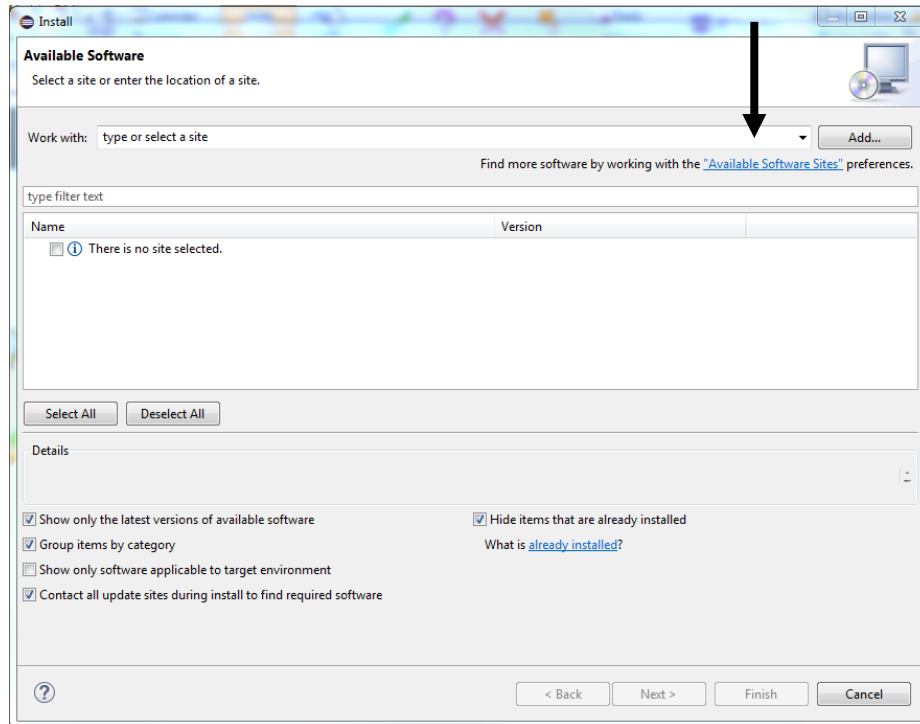 Install
Available Software
Select a site or enter the location of a site.
Work with: type or select a site Add...
Find more software by working with the "Available Software Sites" preferences.
type filter text
Name Version
There is no site selected.
Select All Deselect All
Details
Show only the latest versions of available software Hide items that are already installed
Group items by category What is already installed?
Show only software applicable to target environment
Contact all update sites during install to find required software
< Back Next > Finish Cancel